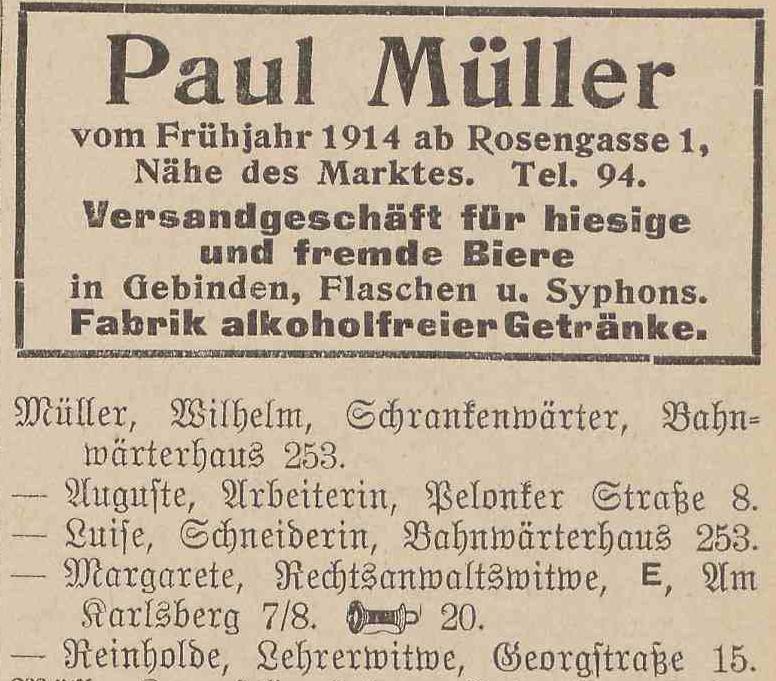 Paul Müller
vom Frühjahr 1914 ab Rosengasse 1,
Nähe des Marktes. Tel. 94.
Versandgeschäft für hiesige
und fremde Biere
in Gebinden, Flaschen u. Syphons.
Fabrik alkoholfreier Getränke.
Müller, Wilhelm, Schrankenwärter, Bahn-
wärterhaus 253.
— Auguste, Arbeiterin, Pelonker Straße 8.
— Luise, Schneiderin, Bahnwärterhaus 253.
— Margarete, Rechtsanwaltswitwe, E, Am
Karlsberg 7/8. 20.
— Reinholde, Lehrerwitwe, Georgstraße 15.